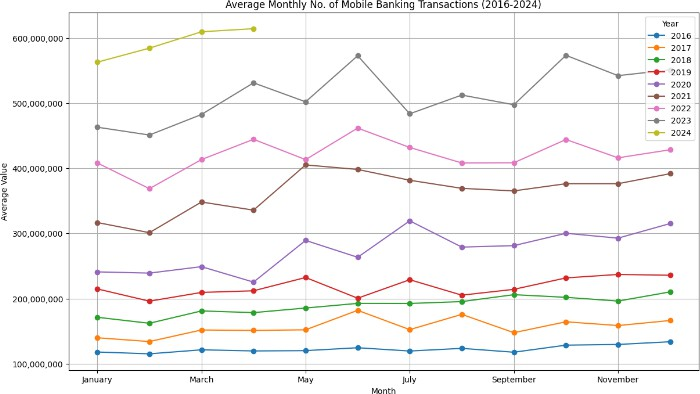 Average Monthly No. of Mobile Banking Transactions (2016-2024)
Year
2016
2017
2018
2019
2020
2021
2022
2023
2024
600,000,000
500,000,000
400,000,000
300,000,000
200,000,000
100,000,000
Average Value
January
March
May
July
September
November
Month